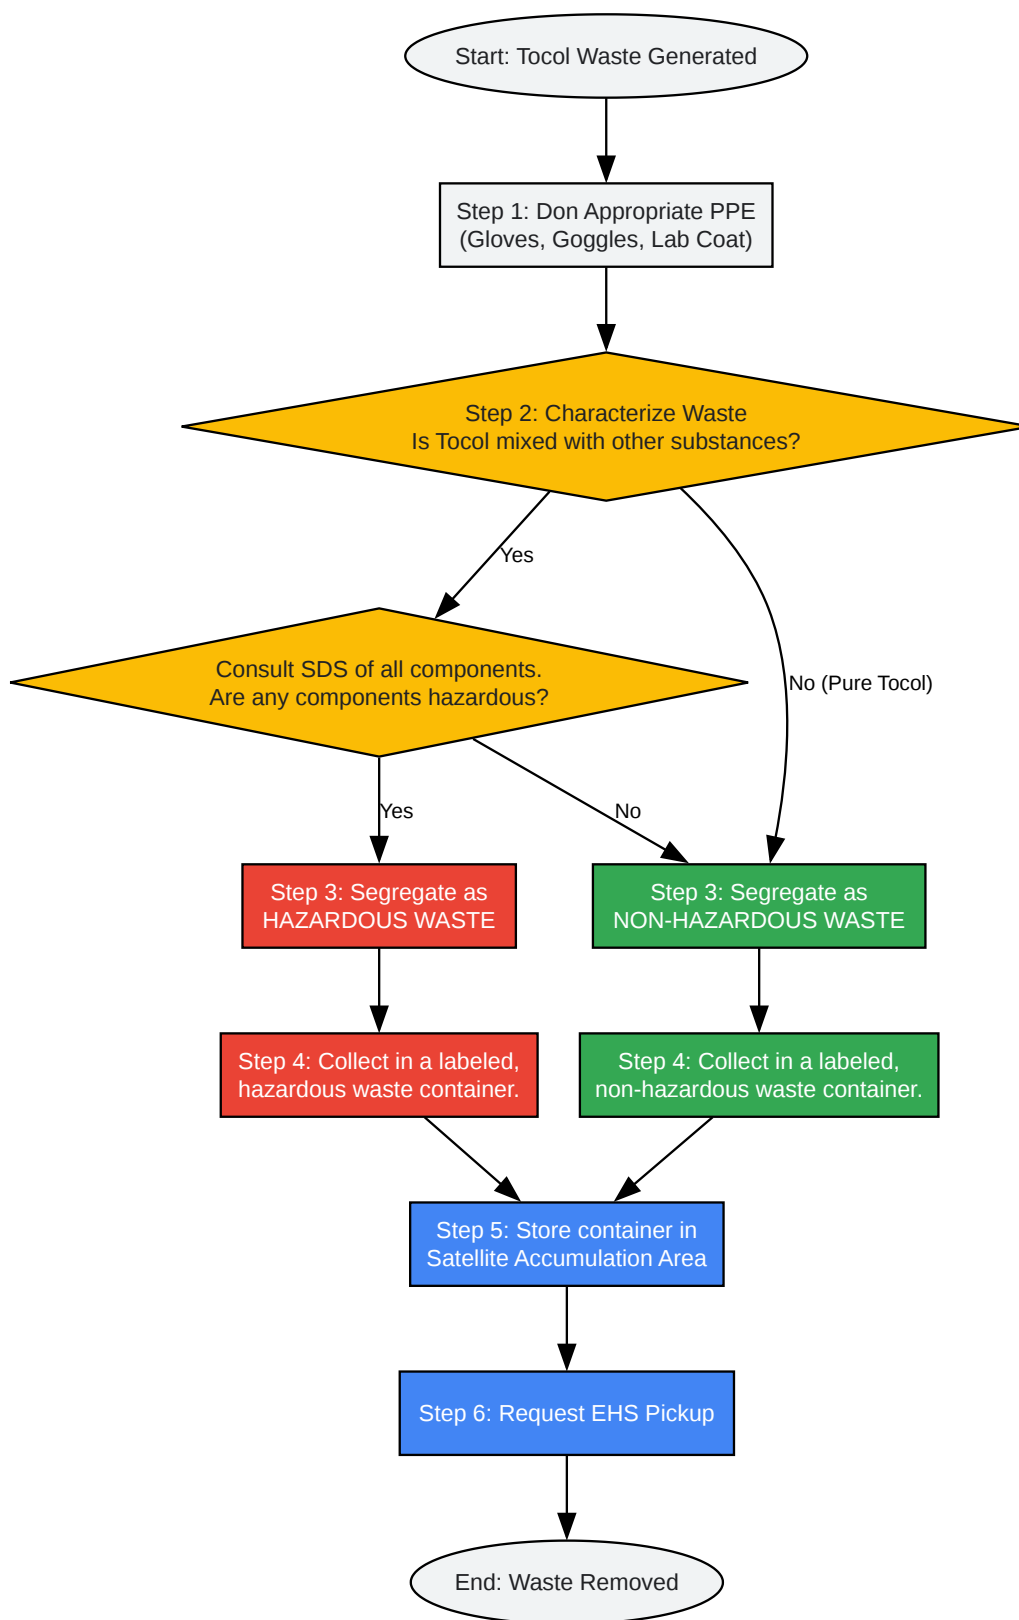 Start: Tocol Waste Generated
Step 1: Don Appropriate PPE
(Gloves, Goggles, Lab Coat)
Step 2: Characterize Waste
Is Tocol mixed with other substances?
Yes
Consult SDS of all components.
Are any components hazardous?
No (Pure Tocol)
Yes
No
Step 3: Segregate as
HAZARDOUS WASTE
Step 3: Segregate as
NON-HAZARDOUS WASTE
Step 4: Collect in a labeled,
hazardous waste container.
Step 4: Collect in a labeled,
non-hazardous waste container.
Step 5: Store container in
Satellite Accumulation Area
Step 6: Request EHS Pickup
End: Waste Removed